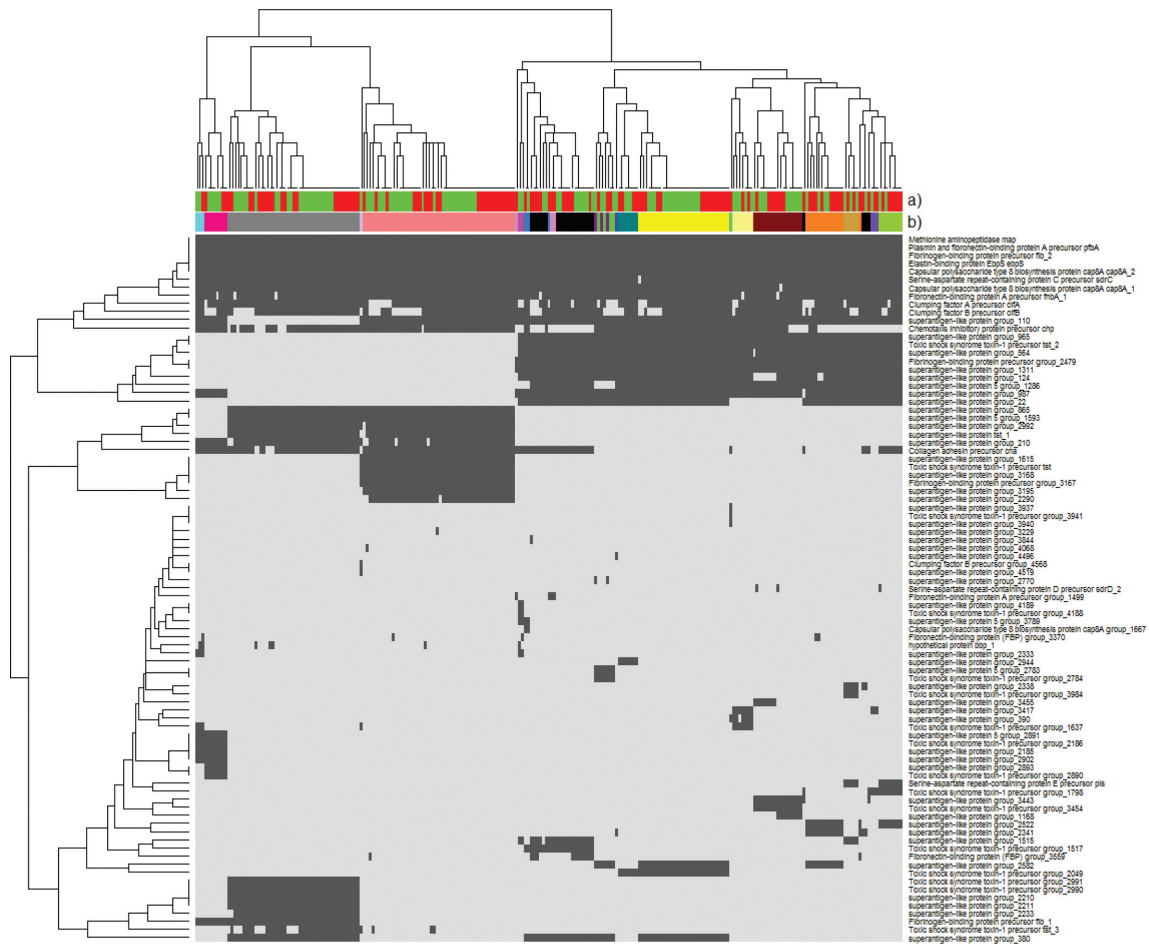 a)
b)
Methionine aminopeptidase map
Plasmin and fibronectin-binding protein A precursor pfbA
Fibrinogen-binding protein precursor fib_2
Elastin-binding protein EbpS ebpS
Capsular polysaccharide type 8 biosynthesis protein cap8A cap8A_2
Serine-aspartate repeat-containing protein C precursor sdrC
Capsular polysaccharide type 8 biosynthesis protein cap8A cap8A_1
Fibronectin-binding protein A precursor fnbA_1
Clumping factor A precursor clfA
Clumping factor B precursor clfB
superantigen-like protein group_110
Chemotaxis inhibitory protein precursor chp
superantigen-like protein group_965
Toxic shock syndrome toxin-1 precursor tst_2
superantigen-like protein group_564
Fibrinogen-binding protein precursor group_2479
superantigen-like protein group_1311
superantigen-like protein group_124
superantigen-like protein 5 group_1286
superantigen-like protein group_987
superantigen-like protein group_22
superantigen-like protein group_865
superantigen-like protein 5 group_1593
superantigen-like protein group_2992
superantigen-like protein tst_1
superantigen-like protein group_210
Collagen adhesin precursor cna
superantigen-like protein group_1615
Toxic shock syndrome toxin-1 precursor tst
superantigen-like protein group_3168
Fibrinogen-binding protein precursor group_3167
superantigen-like protein group_3195
superantigen-like protein group_2290
superantigen-like protein group_3937
Toxic shock syndrome toxin-1 precursor group_3941
superantigen-like protein group_3940
superantigen-like protein group_3229
superantigen-like protein group_3844
superantigen-like protein group_4068
superantigen-like protein group_4496
Clumping factor B precursor group_4568
superantigen-like protein group_4519
superantigen-like protein group_2770
Serine-aspartate repeat-containing protein D precursor sdrD_2
Fibronectin-binding protein A precursor group_1499
superantigen-like protein group_4189
Toxic shock syndrome toxin-1 precursor group_4188
superantigen-like protein 5 group_3789
Capsular polysaccharide type 8 biosynthesis protein cap8A group_1667
Fibronectin-binding protein (FBP) group_3370
hypothetical protein bbp_1
superantigen-like protein group_2333
superantigen-like protein group_2944
superantigen-like protein 5 group_2783
Toxic shock syndrome toxin-1 precursor group_2784
superantigen-like protein group_2338
Toxic shock syndrome toxin-1 precursor group_3984
superantigen-like protein group_3455
superantigen-like protein group_3417
superantigen-like protein group_390
Toxic shock syndrome toxin-1 precursor group_1637
superantigen-like protein 5 group_2891
Toxic shock syndrome toxin-1 precursor group_2186
superantigen-like protein group_2185
superantigen-like protein group_2902
superantigen-like protein group_2893
Toxic shock syndrome toxin-1 precursor group_2890
Serine-aspartate repeat-containing protein E precursor pls
Toxic shock syndrome toxin-1 precursor group_1798
superantigen-like protein group_3443
Toxic shock syndrome toxin-1 precursor group_3454
superantigen-like protein group_1168
superantigen-like protein group_2522
superantigen-like protein group_2341
superantigen-like protein group_1515
Toxic shock syndrome toxin-1 precursor group_1517
Fibronectin-binding protein (FBP) group_3559
superantigen-like protein group_2582
Toxic shock syndrome toxin-1 precursor group_2049
Toxic shock syndrome toxin-1 precursor group_2991
Toxic shock syndrome toxin-1 precursor group_2990
superantigen-like protein group_2210
superantigen-like protein group_2211
superantigen-like protein group_2233
Fibrinogen-binding protein precursor fib_1
Toxic shock syndrome toxin-1 precursor tst_3
superantigen-like protein group_380